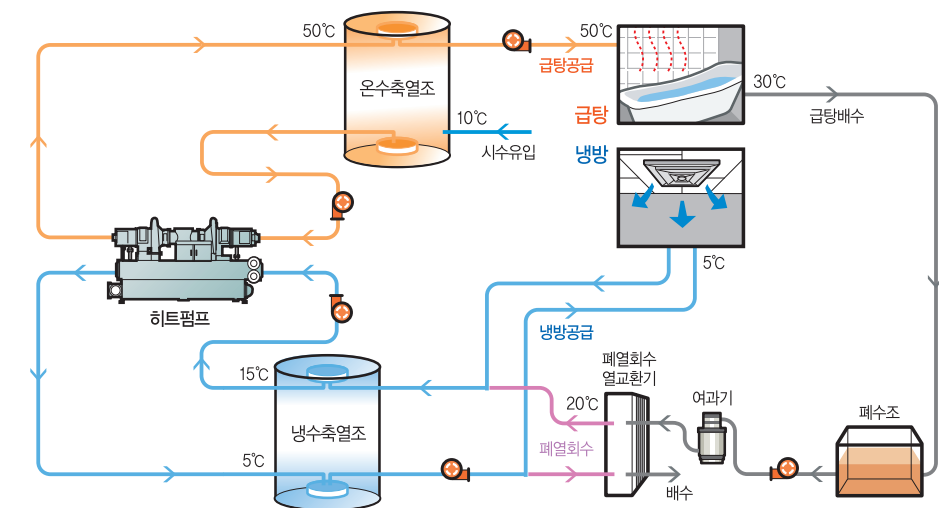 50℃
온수축열조
10℃
시수유입
50℃
급탕공급
급탕
30℃
급탕배수
냉방
5℃
냉방공급
히트펌프
15℃
냉수축열조
5℃
폐열회수
열교환기
20℃
폐열회수
여과기
배수
폐수조